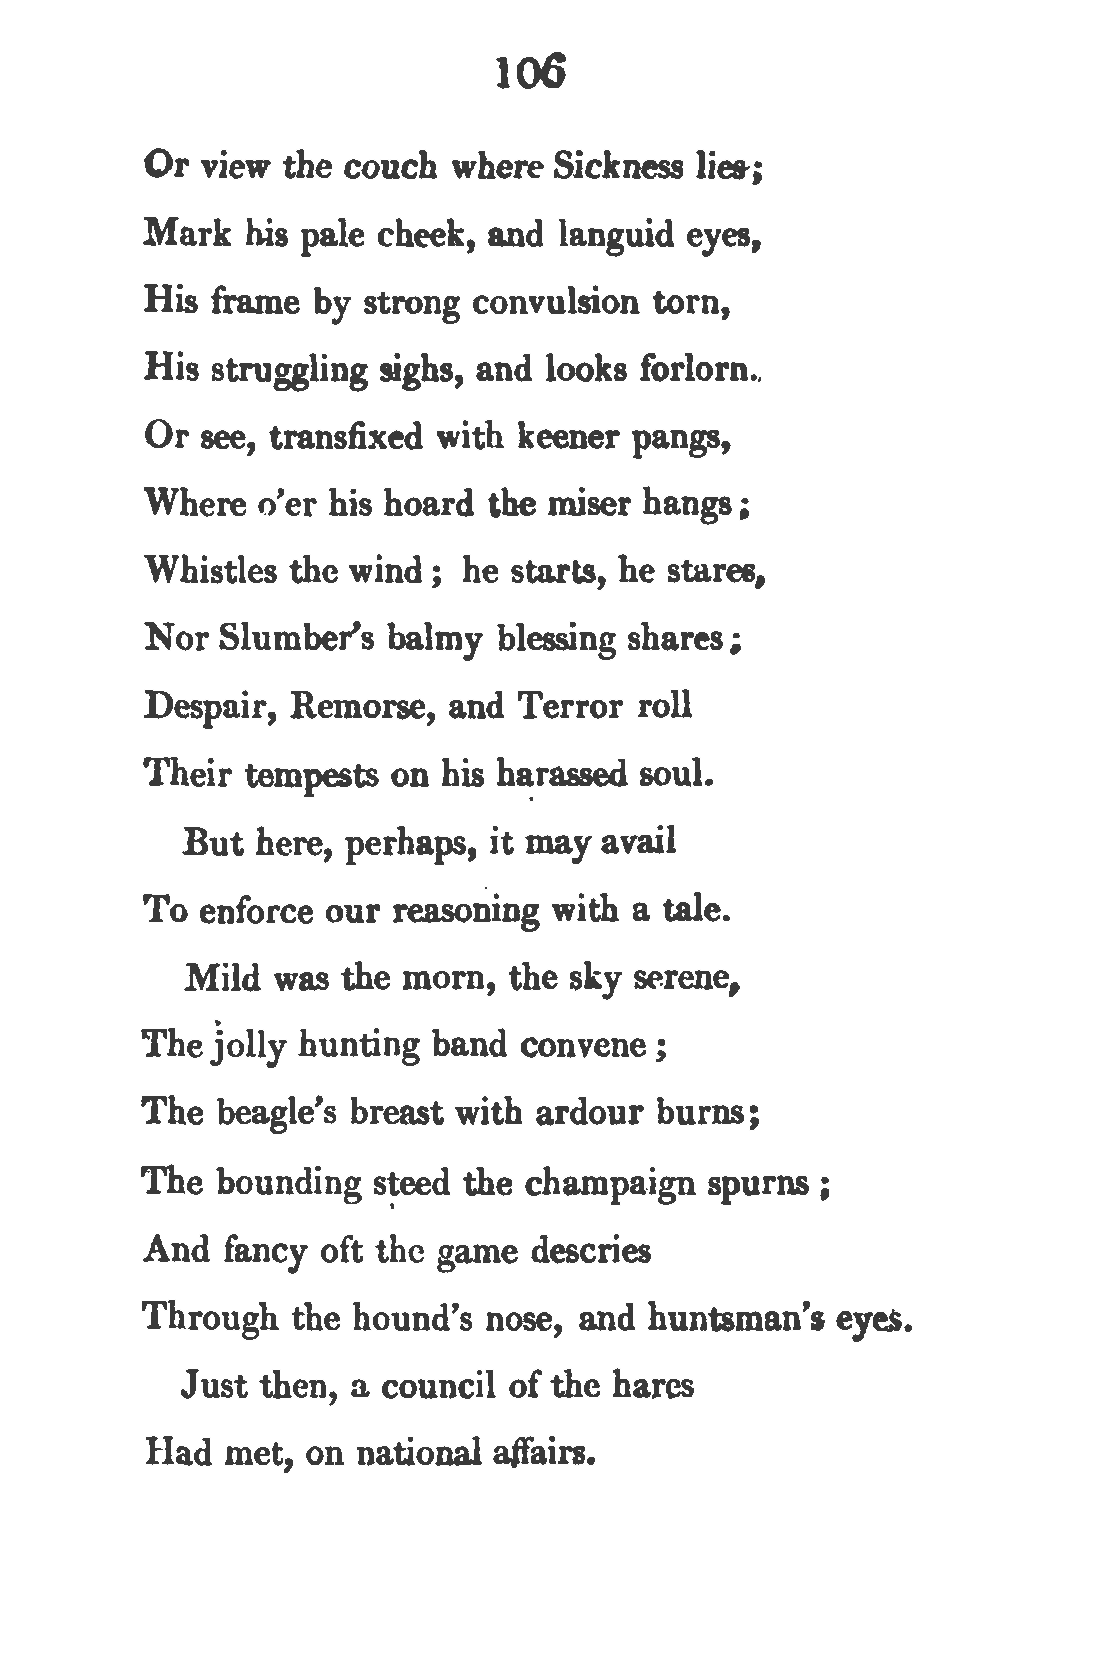 106
Or view the couch where Sickness lies;
Mark his pale cheek, and languid eyes,
His frame by strong convulsion torn,
His struggling sighs, and looks forlorn.
Or see, transfixed with keener pangs,
Where o'er his hoard the miser hangs;
Whistles the wind; he starts, he stares,
Nor Slumber's balmy blessing shares;
Despair, Remorse, and Terror roll
Their tempests on his harassed soul.
But here, perhaps, it may avail
To enforce our reasoning with a tale.
Mild was the morn, the sky serene,
The jolly hunting band convene;
The beagle's breast with ardour burns;
The bounding steed the champaign spurns;
And fancy oft the game descries
Through the hound's nose, and huntsman's eyes.
Just then, a council of the hares
Had met, on national affairs.